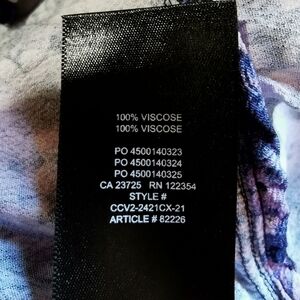 100% VISCOSE
100% VISCOSE
PO 4500140323
PO 4500140324
PO 4500140325
CA 23725 RN 122354
STYLE #
CCV2-2421CX-21
ARTICLE # 82226